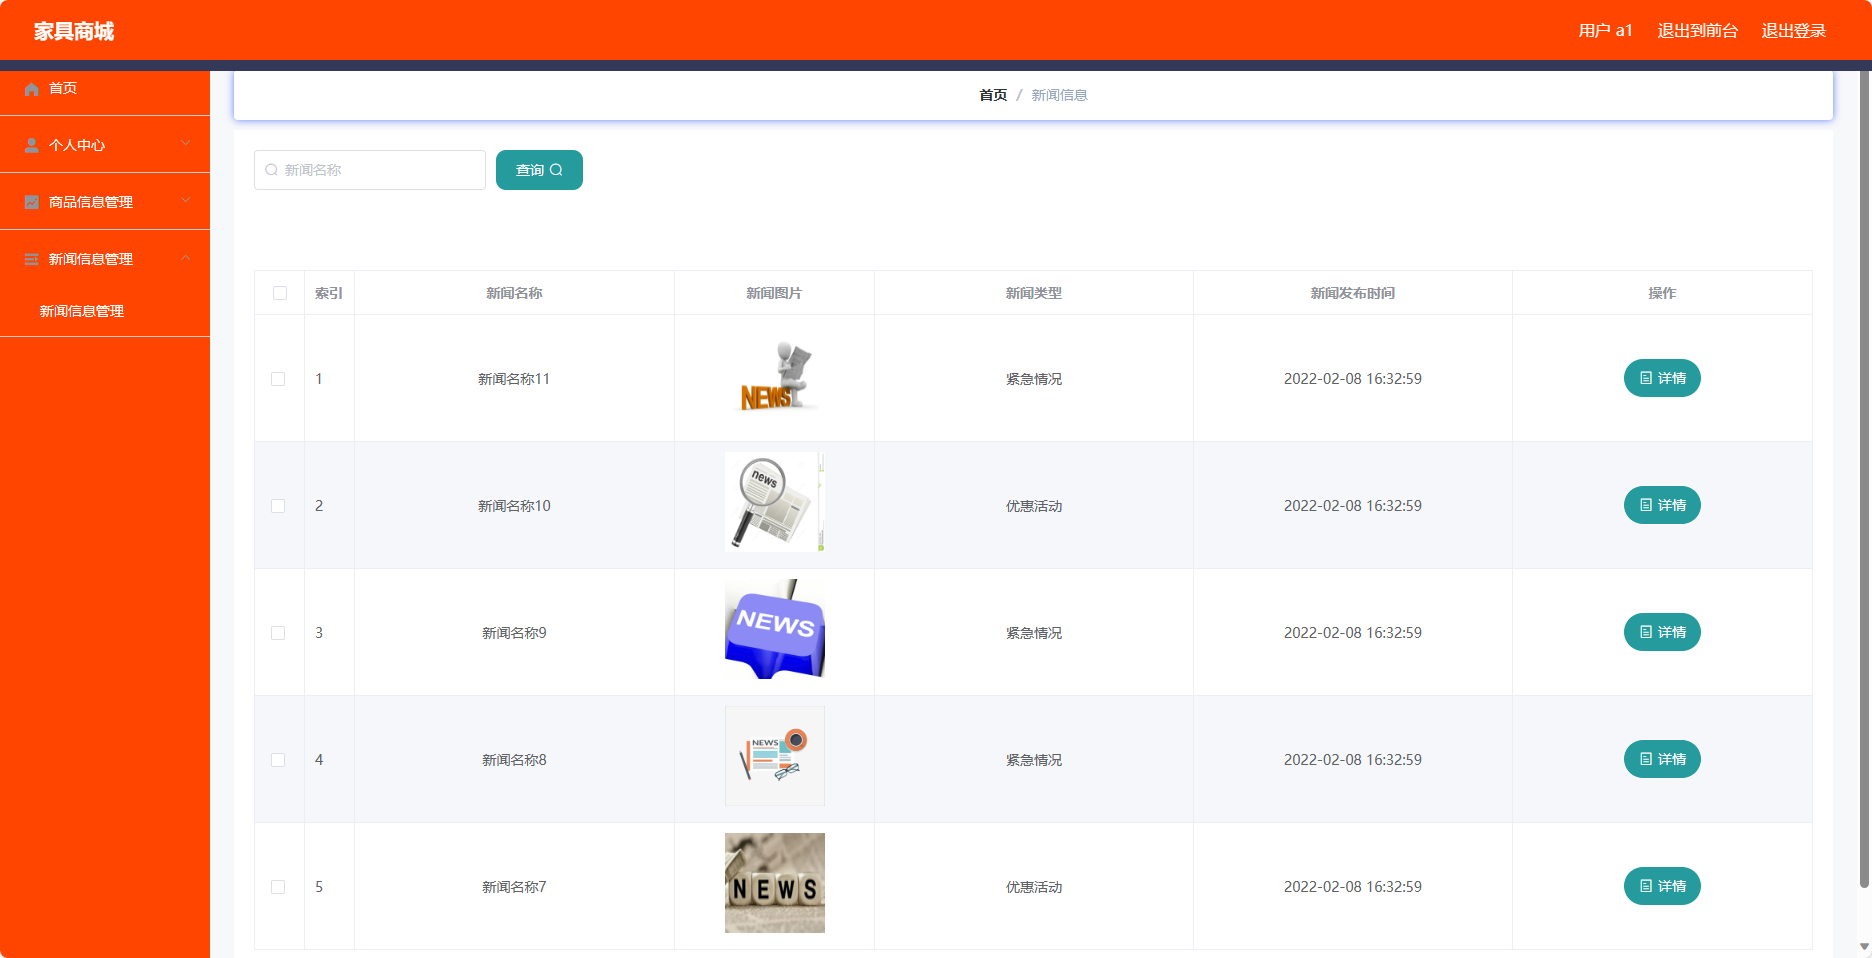 家具商城
用户 a1 退出到前台 退出登录
首页
个人中心
商品信息管理
新闻信息管理
新闻信息管理
首页 / 新闻信息
新闻名称 查询
索引 新闻名称 新闻图片 新闻类型 新闻发布时间 操作
1 新闻名称11 NEWS 紧急情况 2022-02-08 16:32:59 详情
2 新闻名称10 news 优惠活动 2022-02-08 16:32:59 详情
3 新闻名称9 NEWS 紧急情况 2022-02-08 16:32:59 详情
4 新闻名称8 NEWS 紧急情况 2022-02-08 16:32:59 详情
5 新闻名称7 NEWS 优惠活动 2022-02-08 16:32:59 详情